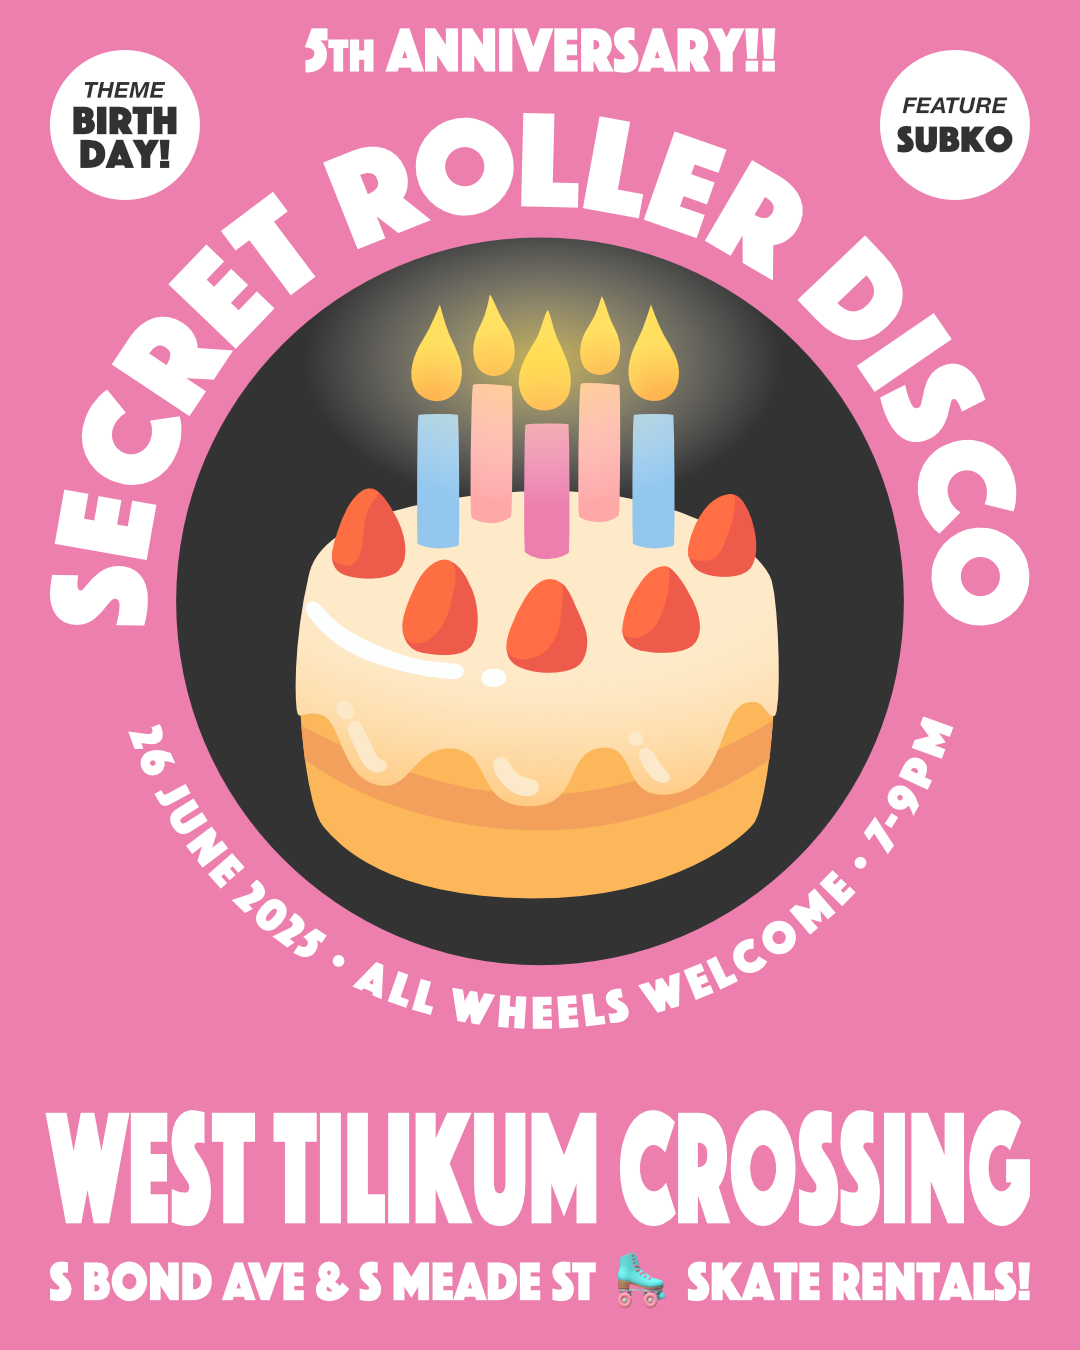 5TH ANNIVERSARY!!
THEME
BIRTH
DAY!
FEATURE
SUBKO
SECRET ROLLER DISCO
26 JUNE 2025 • ALL WHEELS WELCOME • 7-9PM
WEST TILIKUM CROSSING
S BOND AVE & S MEADE ST 🛼 SKATE RENTALS!